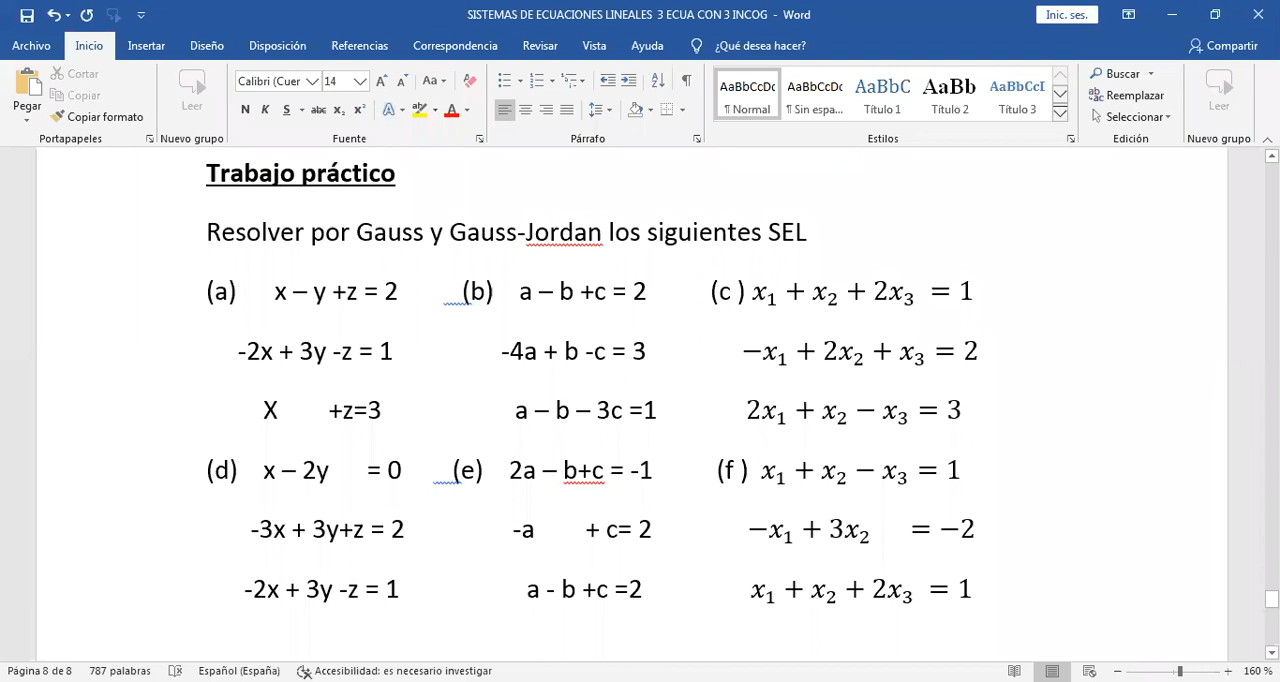 SISTEMAS DE ECUACIONES LINEALES 3 ECUA CON 3 INCOG - Word
Inic. ses.
Archivo Inicio Insertar Diseño Disposición Referencias Correspondencia Revisar Vista Ayuda ¿Qué desea hacer? Compartir
Pegar
Cortar
Copiar
Copiar formato
Portapapeles
Leer
Nuevo grupo
Calibri (Cuer 14
N K S abc x₂ x²
Fuente
Párrafo
AaBbCcDc AaBbCcDc AaBbC AaBb AaBbCcI
¶ Normal ¶ Sin espa... Título 1 Título 2 Título 3
Estilos
Buscar
Reemplazar
Seleccionar
Edición
Leer
Nuevo grupo
Trabajo práctico
Resolver por Gauss y Gauss-Jordan los siguientes SEL
(a) x – y +z = 2 (b) a – b +c = 2 (c ) x₁ + x₂ + 2x₃ = 1
-2x + 3y -z = 1 -4a + b -c = 3 −x₁ + 2x₂ + x₃ = 2
X +z=3 a – b – 3c =1 2x₁ + x₂ − x₃ = 3
(d) x – 2y = 0 (e) 2a – b+c = -1 (f ) x₁ + x₂ − x₃ = 1
-3x + 3y+z = 2 -a + c= 2 −x₁ + 3x₂ = −2
-2x + 3y -z = 1 a - b +c =2 x₁ + x₂ + 2x₃ = 1
Página 8 de 8 787 palabras Español (España) Accesibilidad: es necesario investigar 160 %